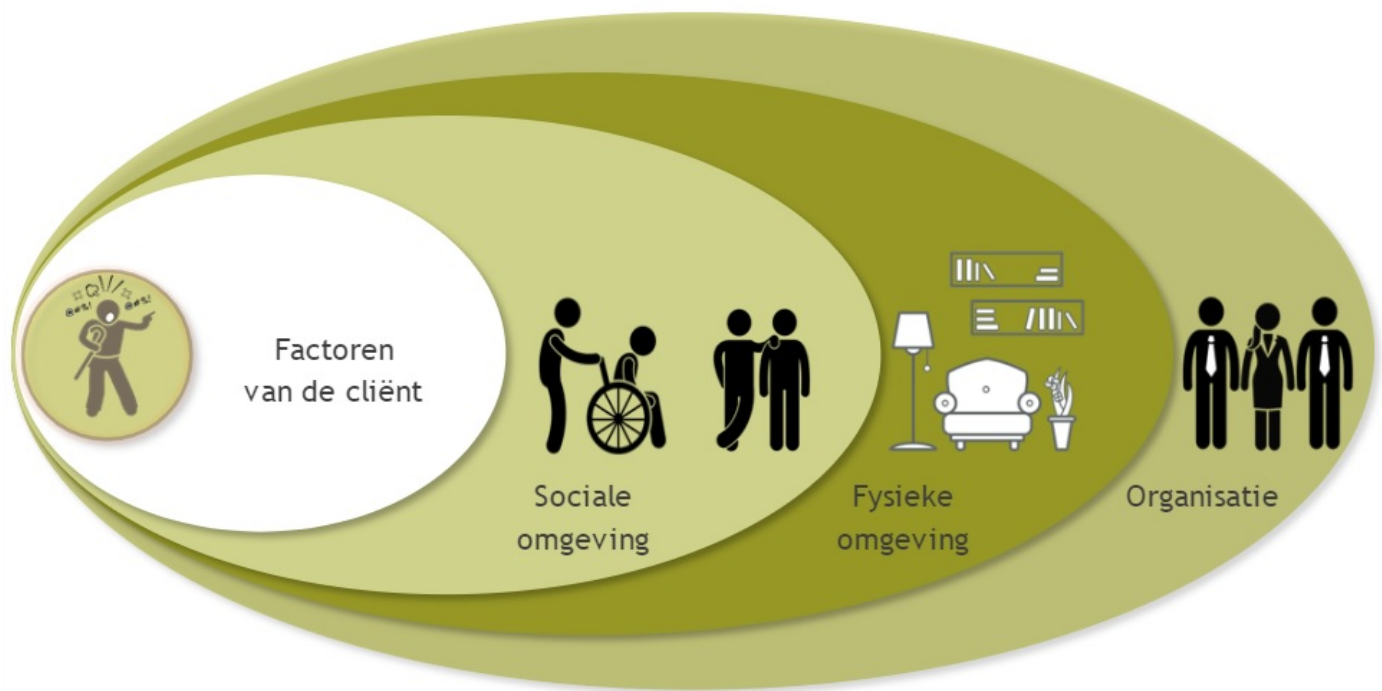 @#%! @#%!
Factoren
van de cliënt
Sociale
omgeving
Fysieke
omgeving
Organisatie